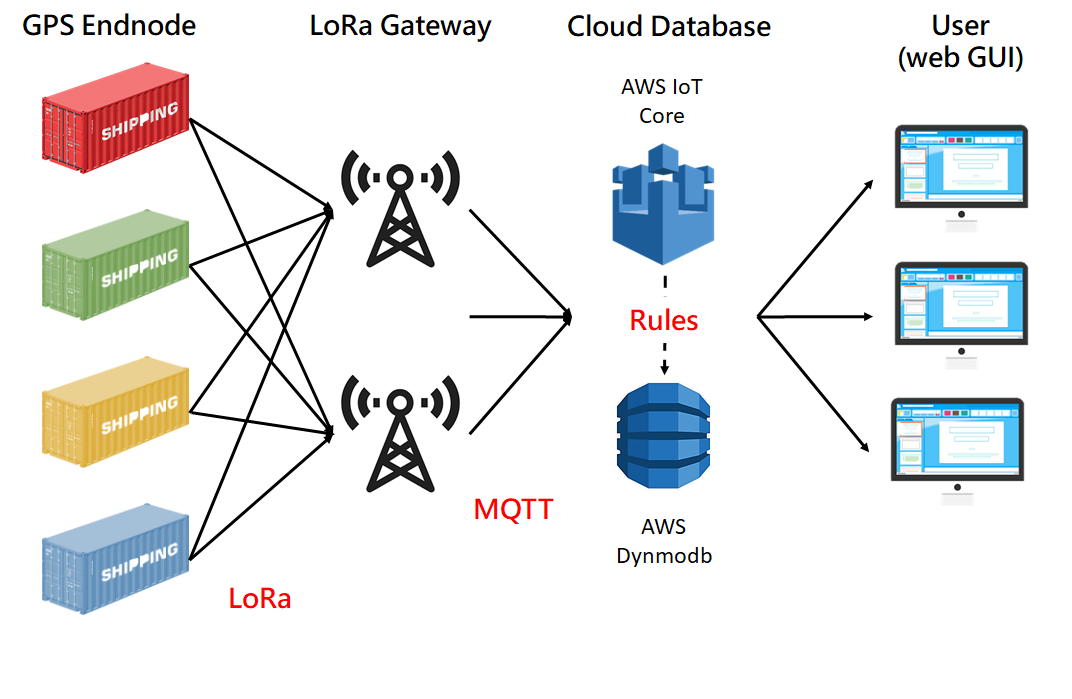 GPS Endnode
LoRa Gateway
Cloud Database
User
(web GUI)
AWS IoT
Core
SHIPPING
SHIPPING
SHIPPING
SHIPPING
Rules
MQTT
AWS
Dynmodb
LoRa